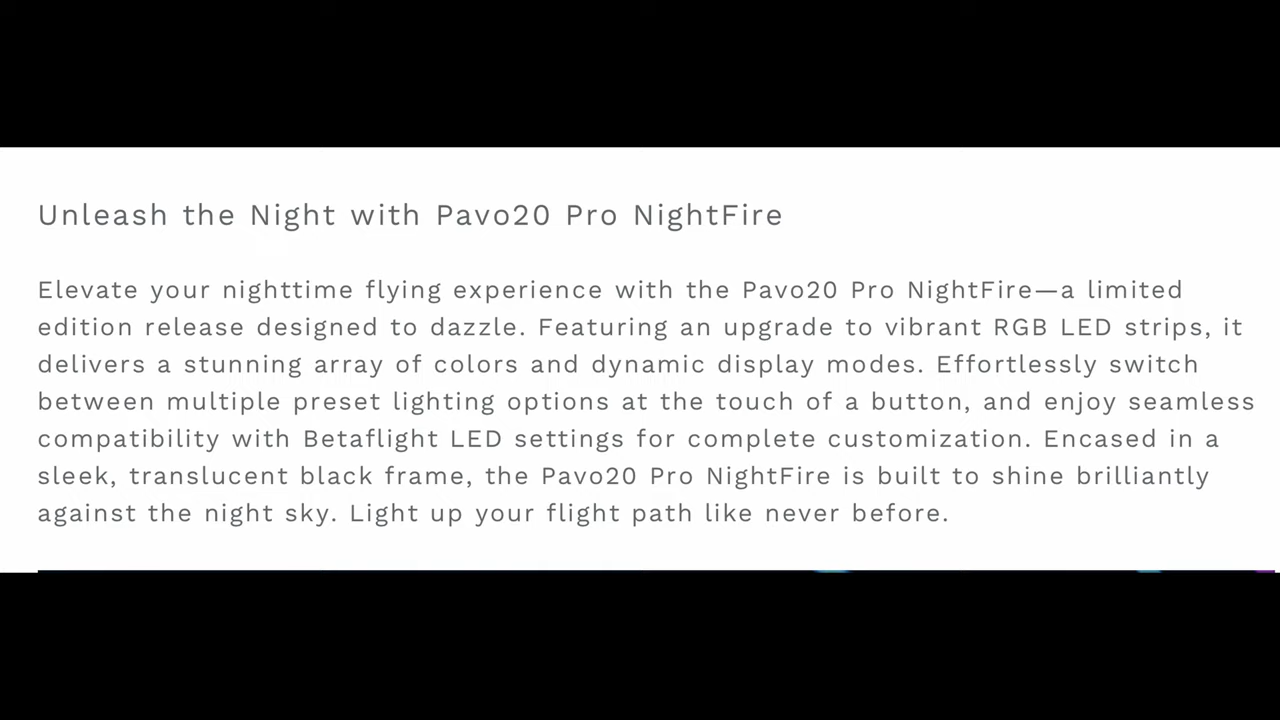 Unleash the Night with Pavo20 Pro NightFire
Elevate your nighttime flying experience with the Pavo20 Pro NightFire—a limited
edition release designed to dazzle. Featuring an upgrade to vibrant RGB LED strips, it
delivers a stunning array of colors and dynamic display modes. Effortlessly switch
between multiple preset lighting options at the touch of a button, and enjoy seamless
compatibility with Betaflight LED settings for complete customization. Encased in a
sleek, translucent black frame, the Pavo20 Pro NightFire is built to shine brilliantly
against the night sky. Light up your flight path like never before.